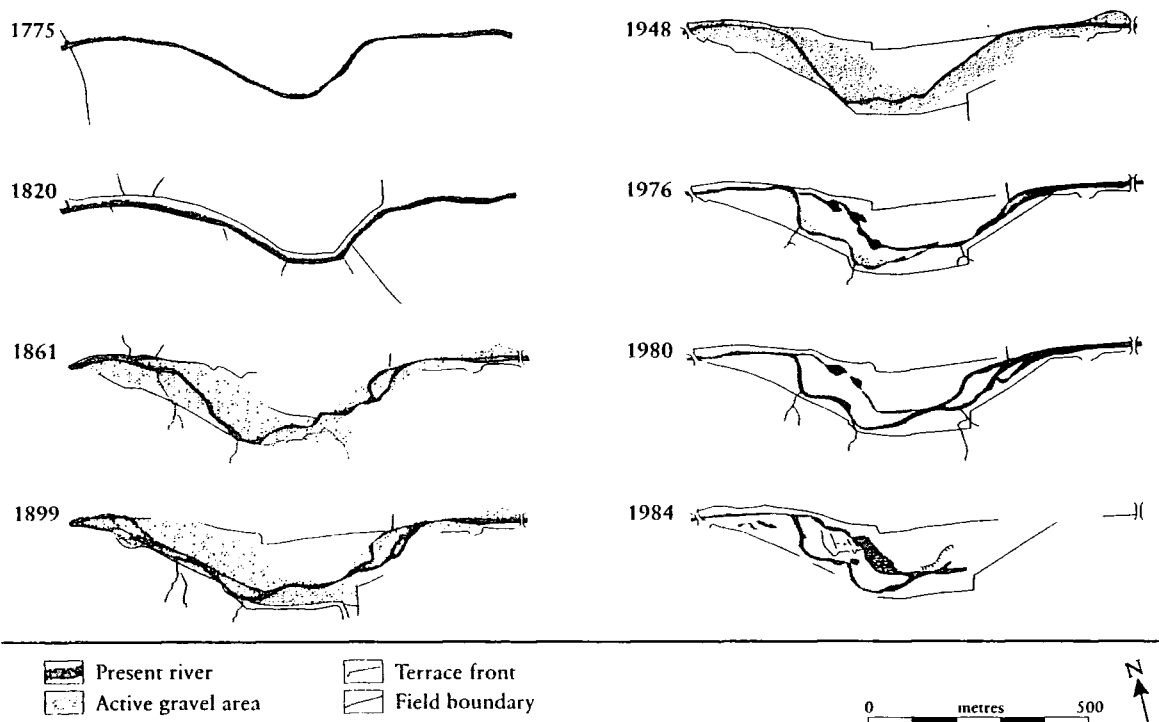 1775
1820
1861
1899
1948
1976
1980
1984
Present river
Active gravel area
Terrace front
Field boundary
0 metres 500
N